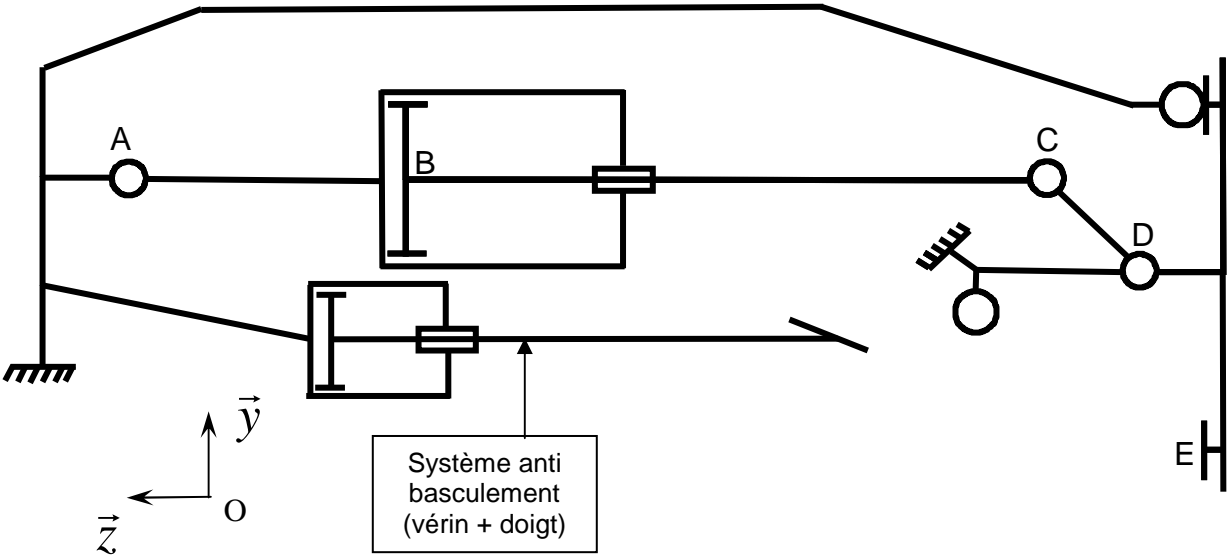 A
B
C
D
E
y
z
O
Système anti
basculement
(vérin + doigt)